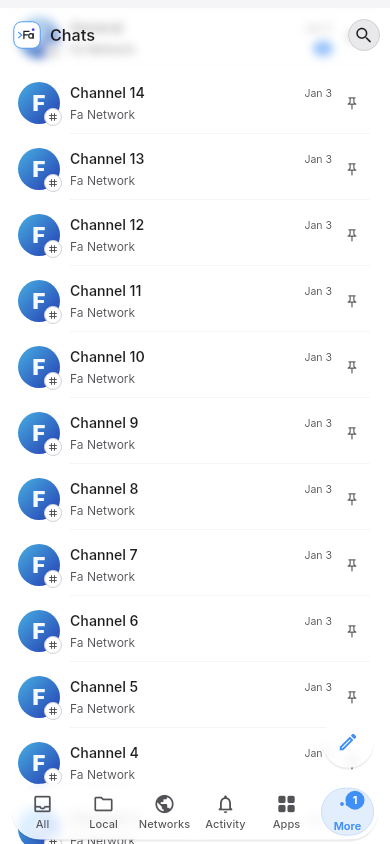 Fa Chats
Channel 14 Jan 3
F Fa Network
Channel 13 Jan 3
F Fa Network
Channel 12 Jan 3
F Fa Network
Channel 11 Jan 3
F Fa Network
Channel 10 Jan 3
F Fa Network
Channel 9 Jan 3
F Fa Network
Channel 8 Jan 3
F Fa Network
Channel 7 Jan 3
F Fa Network
Channel 6 Jan 3
F Fa Network
Channel 5 Jan 3
F Fa Network
Channel 4 Jan
F Fa Network
1
All Local Networks Activity Apps More